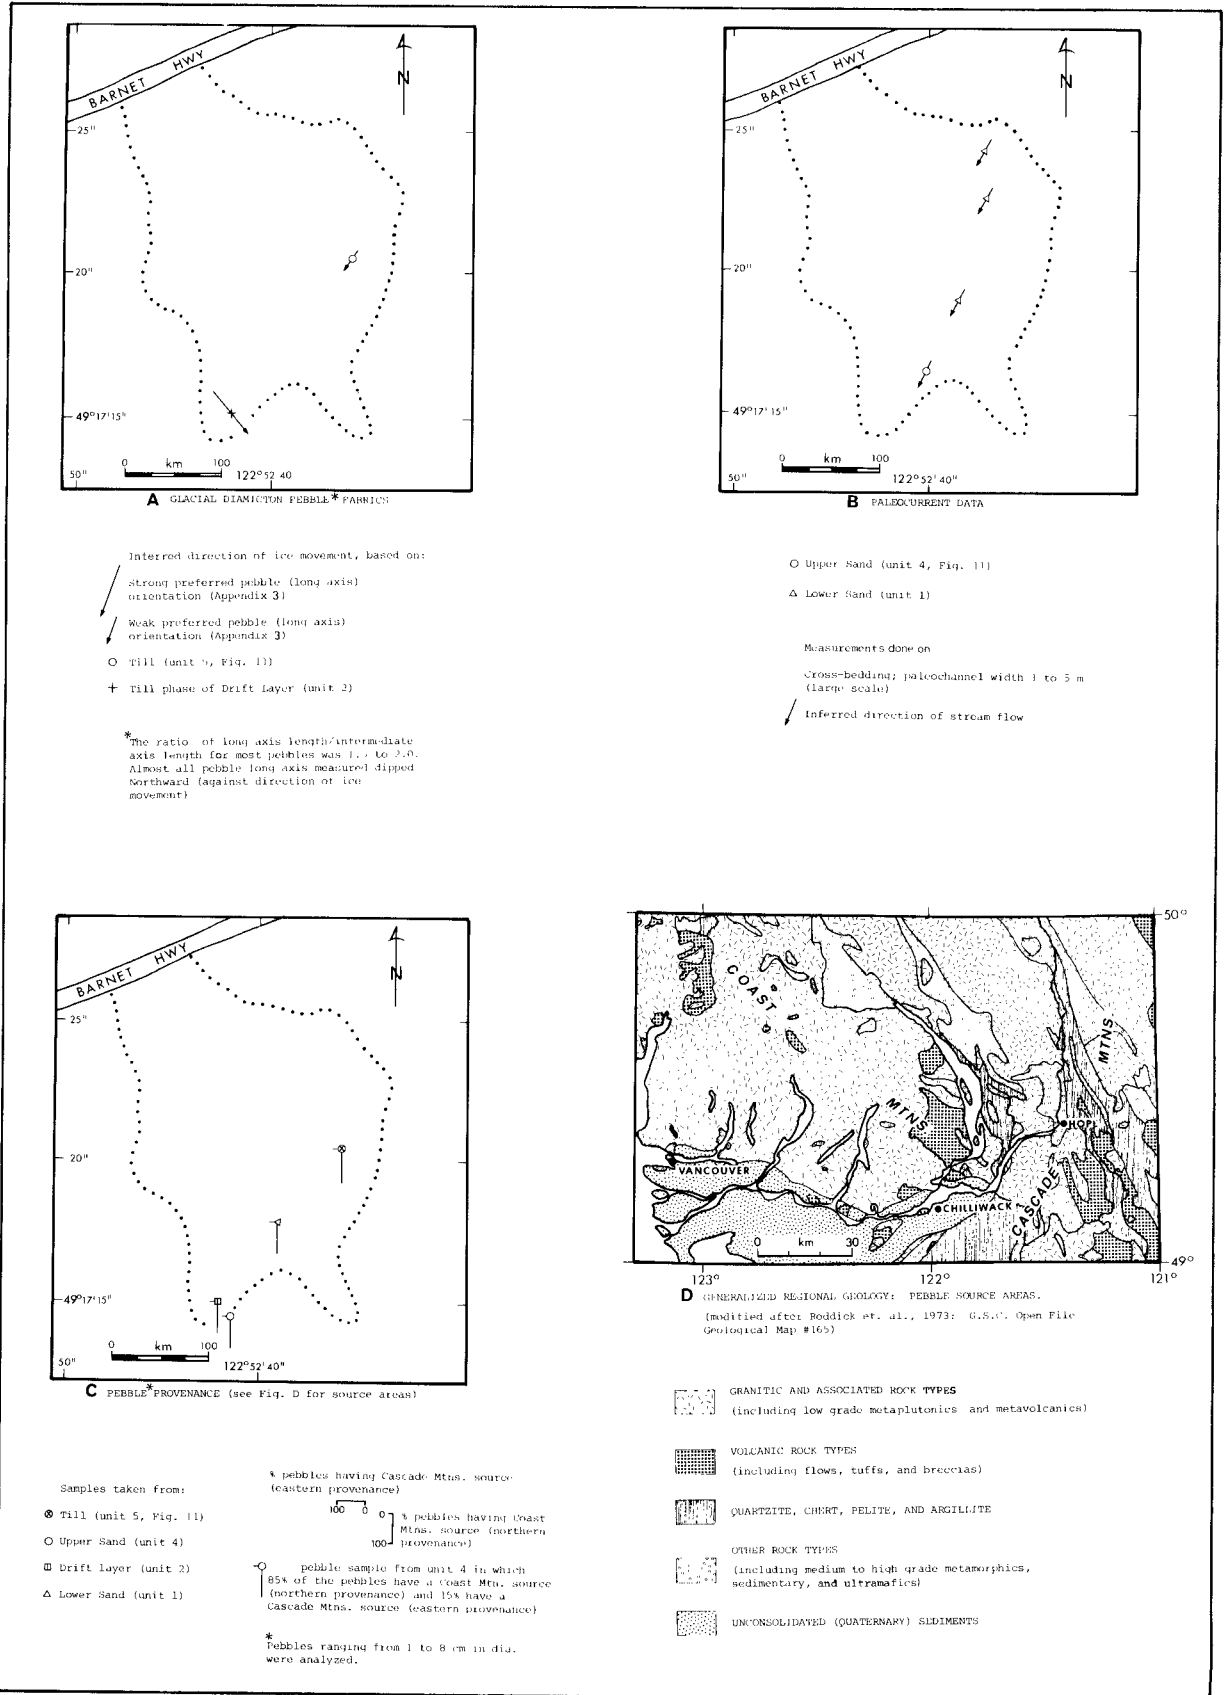 BARNET HWY
N
25"
20"
49°17'15"
0 km 100
50"
122°52 40
A GLACIAL DIAMICTON PEBBLE* FABRICS
Inferred direction of ice movement, based on:
Strong preferred pebble (long axis)
orientation (Appendix 3)
Weak preferred pebble (long axis)
orientation (Appendix 3)
Till (unit 5, Fig. 11)
Till phase of Drift Layer (unit 2)
*The ratio of long axis length/intermediate
axis length for most pebbles was to 2.0.
Almost all pebble long axis measured dipped
Northward (against direction of ice
movement)
BARNET HWY
N
25"
20"
49°17'15"
0 km 100
50"
122°52'40"
B PALEOCURRENT DATA
Upper Sand (unit 4, Fig. 11)
Lower Sand (unit 1)
Measurements done on
Cross-bedding; paleochannel width 1 to 5 m
(large scale)
Inferred direction of stream flow
BARNET HWY
N
25"
20"
49°17'15"
0 km 100
50"
122°52'40"
C PEBBLE* PROVENANCE (see Fig. D for source areas)
Samples taken from:
Till (unit 5, Fig. 11)
Upper Sand (unit 4)
Drift layer (unit 2)
Lower Sand (unit 1)
% pebbles having Cascade Mtns. source
(eastern provenance)
100 0
0
100
% pebbles having Coast
Mtns. source (northern
provenance)
pebble sample from unit 4 in which
85% of the pebbles have a Coast Mtn. source
(northern provenance) and 15% have a
Cascade Mtns. source (eastern provenance)
*
Pebbles ranging from 1 to 8 cm in dia.
were analyzed.
50°
COAST
MTNS
MTNS
HOPE
VANCOUVER
CHILLIWACK
CASCADE
0 km 30
49°
123°
122°
121°
D GENERALIZED REGIONAL GEOLOGY: PEBBLE SOURCE AREAS.
(modified after Roddick et. al., 1973: G.S.C. Open File
Geological Map #165)
GRANITIC AND ASSOCIATED ROCK TYPES
(including low grade metaplutonics and metavolcanics)
VOLCANIC ROCK TYPES
(including flows, tuffs, and breccias)
QUARTZITE, CHERT, PELITE, AND ARGILLITE
OTHER ROCK TYPES
(including medium to high grade metamorphics,
sedimentary, and ultramafics)
UNCONSOLIDATED (QUATERNARY) SEDIMENTS